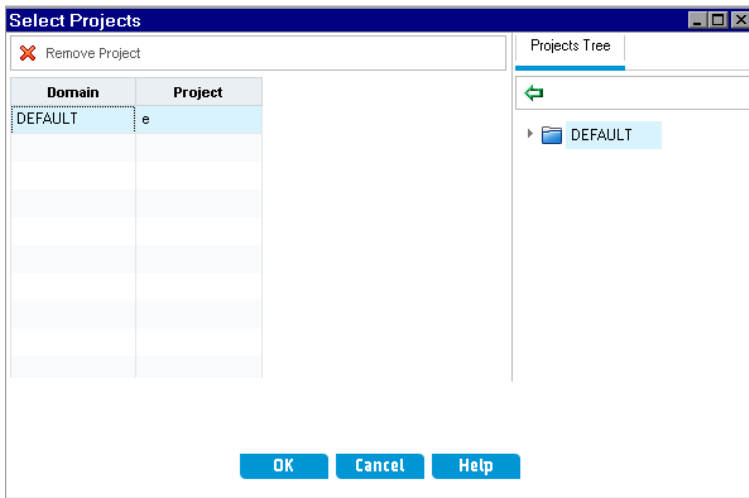 Select Projects
Remove Project
Projects Tree
Domain Project
DEFAULT e
DEFAULT
OK Cancel Help